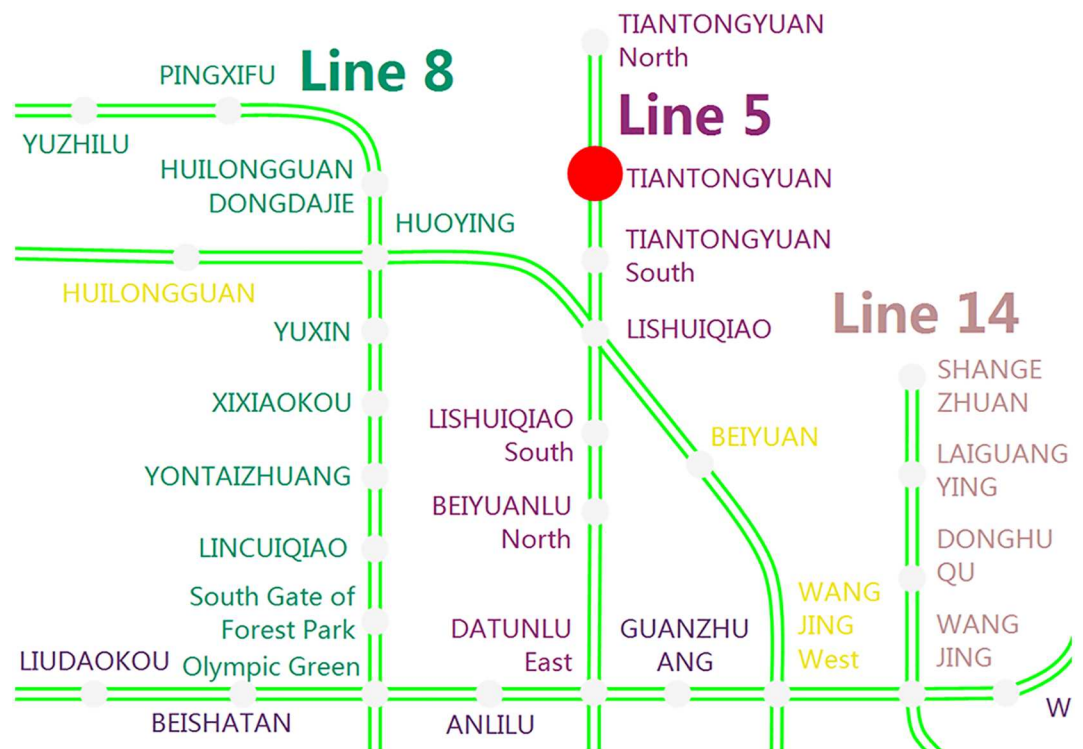 TIANTONGYUAN
North
Line 8
PINGXIFU
Line 5
YUZHILU
HUILONGGUAN
DONGDAJIE
TIANTONGYUAN
HUOYING
TIANTONGYUAN
South
HUILONGGUAN
Line 14
YUXIN
LISHUIQIAO
SHANGE
ZHUAN
XIXIAOKOU
LISHUIQIAO
South
BEIYUAN
LAIGUANG
YING
YONTAIZHUANG
BEIYUANLU
North
DONGHU
QU
LINCUIQIAO
South Gate of
Forest Park
WANG
JING
West
WANG
JING
DATUNLU
East
GUANZHU
ANG
LIUDAOKOU
Olympic Green
BEISHATAN
ANLILU
W